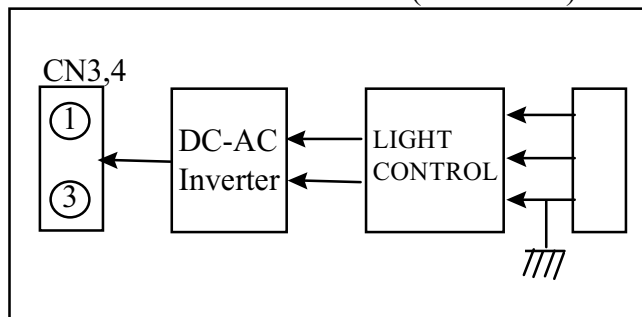 CN3,4
1
3
DC-AC
Inverter
LIGHT
CONTROL